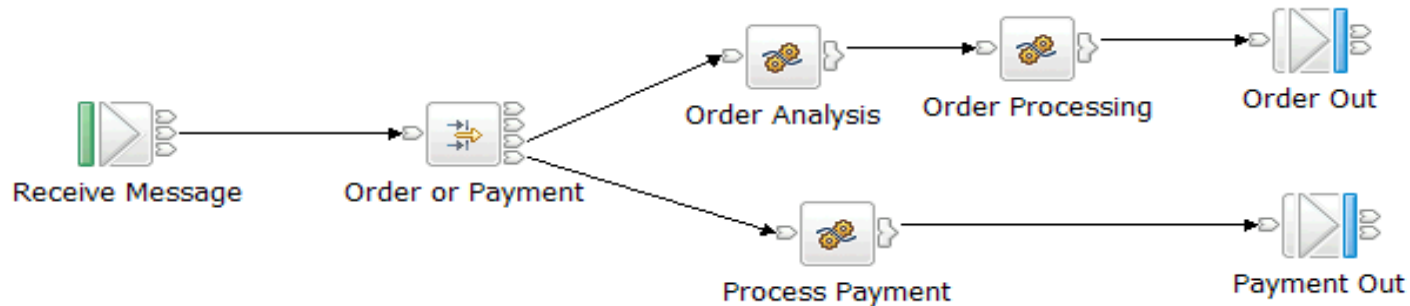 Order Analysis
Order Processing
Order Out
Receive Message
Order or Payment
Process Payment
Payment Out